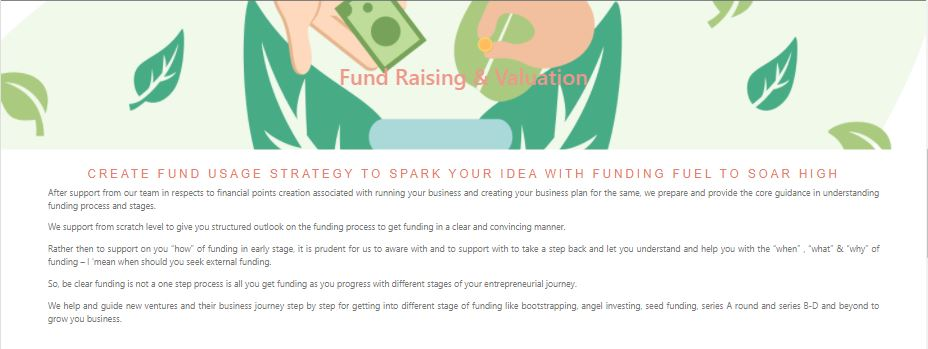 Fund Raising & Valuation
CREATE FUND USAGE STRATEGY TO SPARK YOUR IDEA WITH FUNDING FUEL TO SOAR HIGH
After support from our team in respects to financial points creation associated with running your business and creating your business plan for the same, we prepare and provide the core guidance in understanding
funding process and stages.
We support from scratch level to give you structured outlook on the funding process to get funding in a clear and convincing manner.
Rather then to support on you “how” of funding in early stage, it is prudent for us to aware with and to support with to take a step back and let you understand and help you with the “when” , “what” & “why” of
funding – I ‘mean when should you seek external funding.
So, be clear funding is not a one step process is all you get funding as you progress with different stages of your entrepreneurial journey.
We help and guide new ventures and their business journey step by step for getting into different stage of funding like bootstrapping, angel investing, seed funding, series A round and series B-D and beyond to
grow you business.